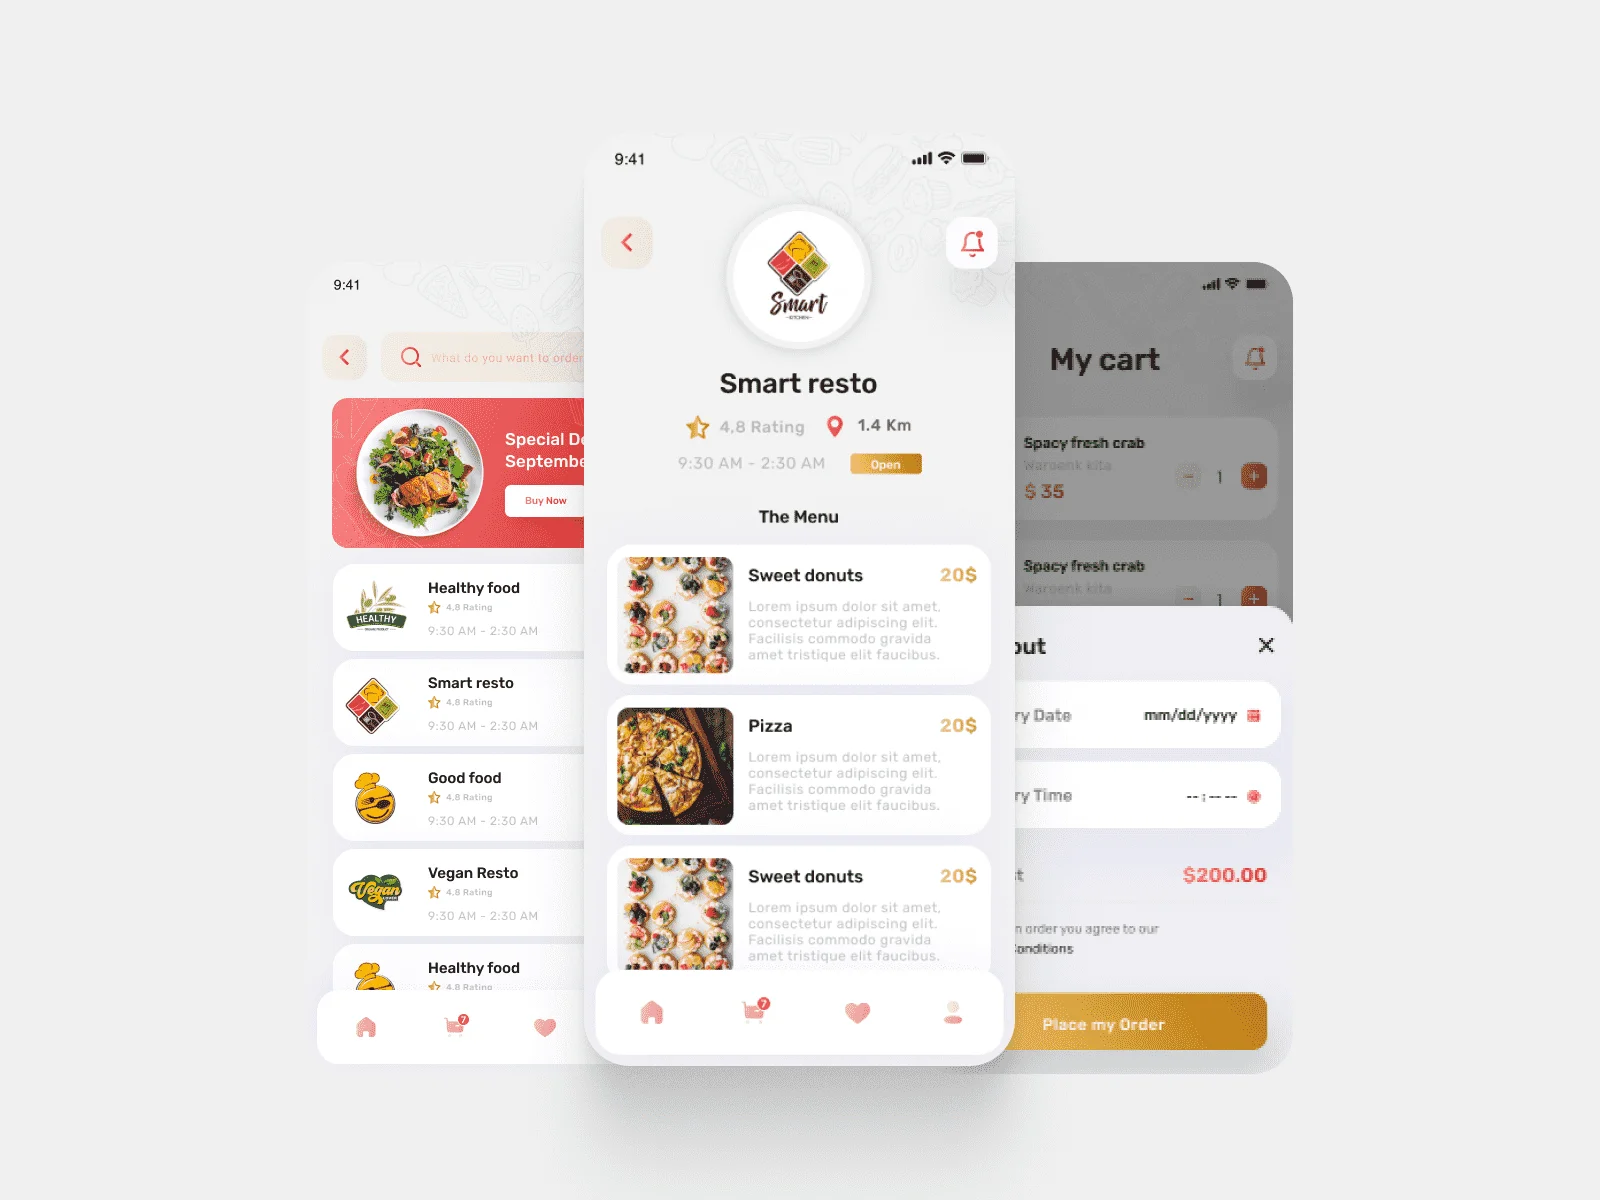 9:41
What do you want to order
Special De
Septembe
Buy Now
HEALTHY
Healthy food
4,8 Rating
9:30 AM - 2:30 AM
Smart resto
4,8 Rating
9:30 AM - 2:30 AM
Good food
4,8 Rating
9:30 AM - 2:30 AM
Vegan
Vegan Resto
4,8 Rating
9:30 AM - 2:30 AM
Healthy food
4,8 Rating
7
9:41
Smart
KITCHEN
Smart resto
4,8 Rating
1.4 Km
9:30 AM - 2:30 AM
Open
The Menu
Sweet donuts
20$
Lorem ipsum dolor sit amet,
consectetur adipiscing elit.
Facilisis commodo gravida
amet tristique elit faucibus.
Pizza
20$
Lorem ipsum dolor sit amet,
consectetur adipiscing elit.
Facilisis commodo gravida
amet tristique elit faucibus.
Sweet donuts
20$
Lorem ipsum dolor sit amet,
consectetur adipiscing elit.
Facilisis commodo gravida
amet tristique elit faucibus.
7
My cart
Spacy fresh crab
Waroenk kita
$ 35
1
Spacy fresh crab
Waroenk kita
1
out
ry Date
mm/dd/yyyy
ry Time
--:-- --
t
$200.00
n order you agree to our
Conditions
Place my Order